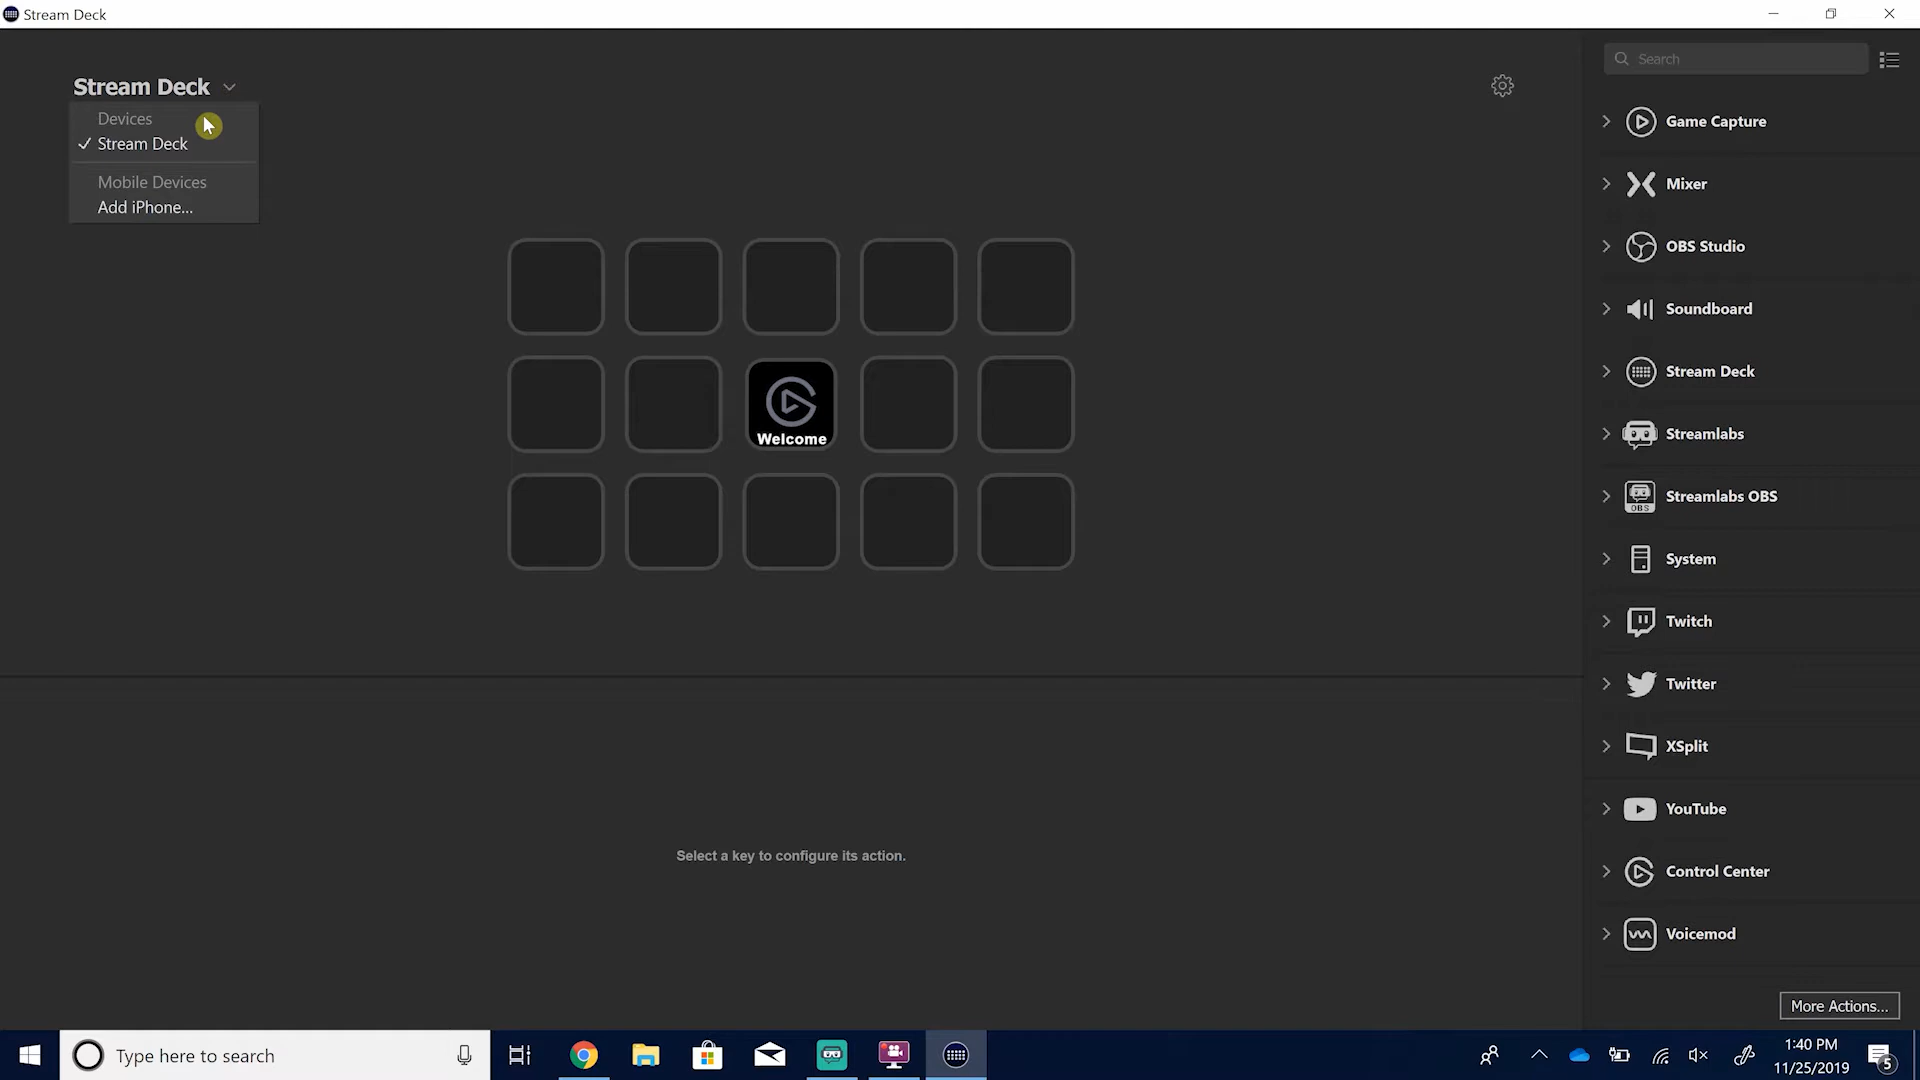 Stream Deck
Stream Deck
Devices
Stream Deck
Mobile Devices
Add iPhone...
Welcome
Select a key to configure its action.
Search
Game Capture
Mixer
OBS Studio
Soundboard
Stream Deck
Streamlabs
OBS
Streamlabs OBS
System
Twitch
Twitter
XSplit
YouTube
Control Center
Voicemod
More Actions...
Type here to search
1:40 PM
11/25/2019
5